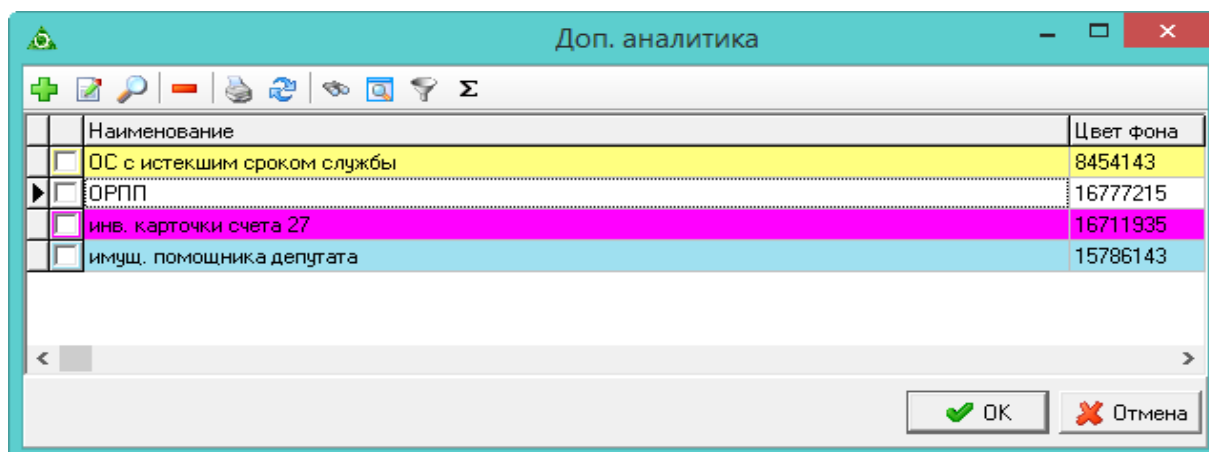 Доп. аналитика
Σ
Наименование Цвет фона
ОС с истекшим сроком службы 8454143
ОРПП 16777215
инв. карточки счета 27 16711935
имущ. помощника депутата 15786143
OK Отмена